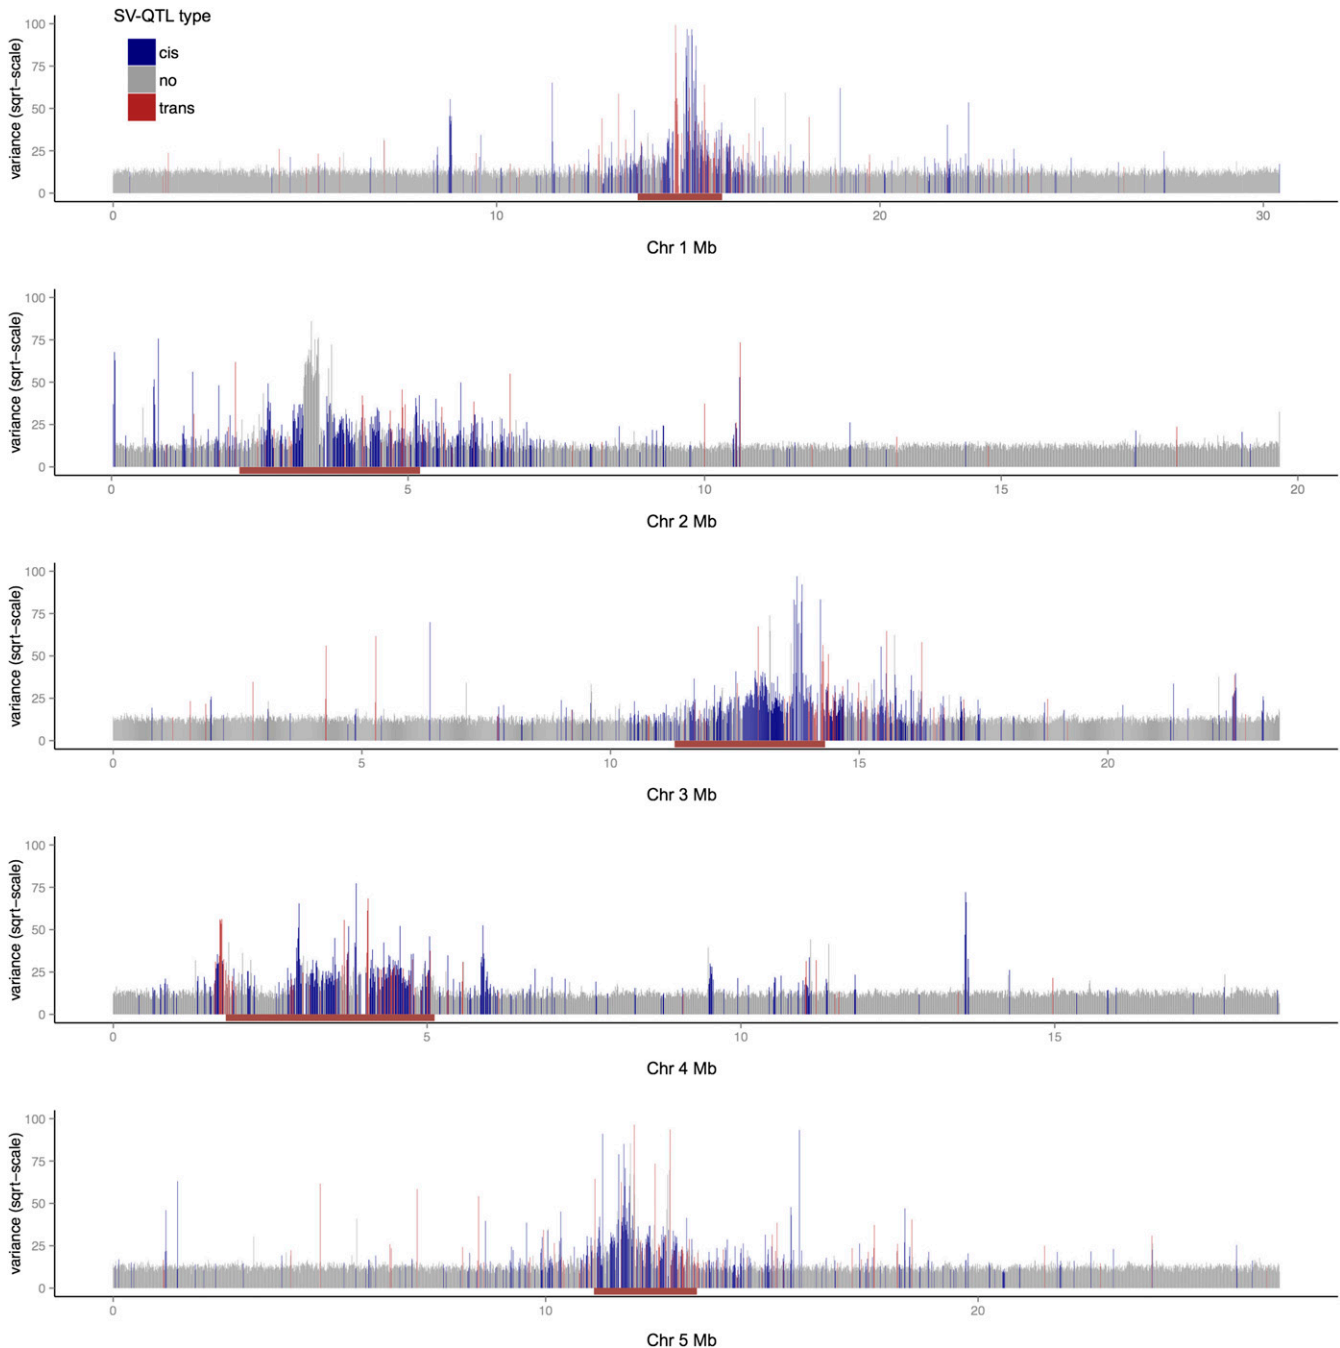 SV-QTL type
cis
no
trans
variance (sqrt−scale)
100
75
50
25
0
0 10 20 30
Chr 1 Mb
variance (sqrt−scale)
100
75
50
25
0
0 5 10 15 20
Chr 2 Mb
variance (sqrt−scale)
100
75
50
25
0
0 5 10 15 20
Chr 3 Mb
variance (sqrt−scale)
100
75
50
25
0
0 5 10 15
Chr 4 Mb
variance (sqrt−scale)
100
75
50
25
0
0 10 20
Chr 5 Mb